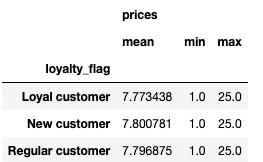 prices
mean min max
loyalty_flag
Loyal customer 7.773438 1.0 25.0
New customer 7.800781 1.0 25.0
Regular customer 7.796875 1.0 25.0